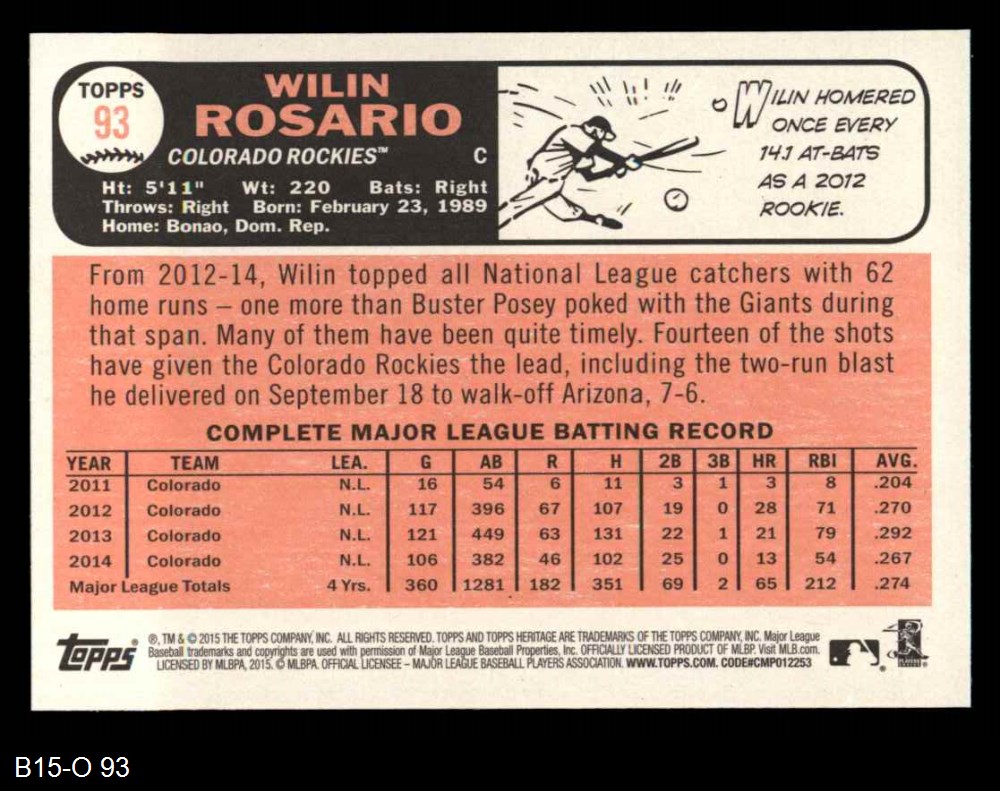 TOPPS
93
WILIN
ROSARIO
COLORADO ROCKIES™ C
Ht: 5'11" Wt: 220 Bats: Right
Throws: Right Born: February 23, 1989
Home: Bonao, Dom. Rep.
WILIN HOMERED
ONCE EVERY
14.1 AT-BATS
AS A 2012
ROOKIE.
From 2012-14, Wilin topped all National League catchers with 62
home runs – one more than Buster Posey poked with the Giants during
that span. Many of them have been quite timely. Fourteen of the shots
have given the Colorado Rockies the lead, including the two-run blast
he delivered on September 18 to walk-off Arizona, 7-6.
COMPLETE MAJOR LEAGUE BATTING RECORD
YEAR TEAM LEA. G AB R H 2B 3B HR RBI AVG.
2011 Colorado N.L. 16 54 6 11 3 1 3 8 .204
2012 Colorado N.L. 117 396 67 107 19 0 28 71 .270
2013 Colorado N.L. 121 449 63 131 22 1 21 79 .292
2014 Colorado N.L. 106 382 46 102 25 0 13 54 .267
Major League Totals 4 Yrs. 360 1281 182 351 69 2 65 212 .274
Topps®
®, TM & © 2015 THE TOPPS COMPANY, INC. ALL RIGHTS RESERVED. TOPPS AND TOPPS HERITAGE ARE TRADEMARKS OF THE TOPPS COMPANY, INC. Major League
Baseball trademarks and copyrights are used with permission of Major League Baseball Properties, Inc. OFFICIALLY LICENSED PRODUCT OF MLBP. Visit MLB.com.
LICENSED BY MLBPA, 2015. © MLBPA. OFFICIAL LICENSEE – MAJOR LEAGUE BASEBALL PLAYERS ASSOCIATION. WWW.TOPPS.COM. CODE#CMP012253
B15-O 93